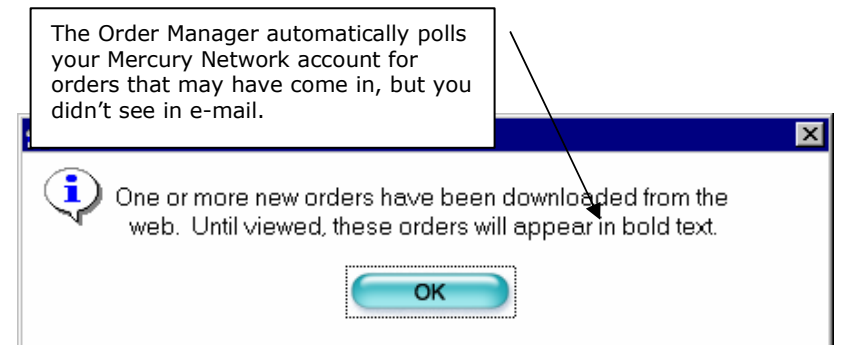 The Order Manager automatically polls
your Mercury Network account for
orders that may have come in, but you
didn’t see in e-mail.
One or more new orders have been downloaded from the
web.  Until viewed, these orders will appear in bold text.
OK